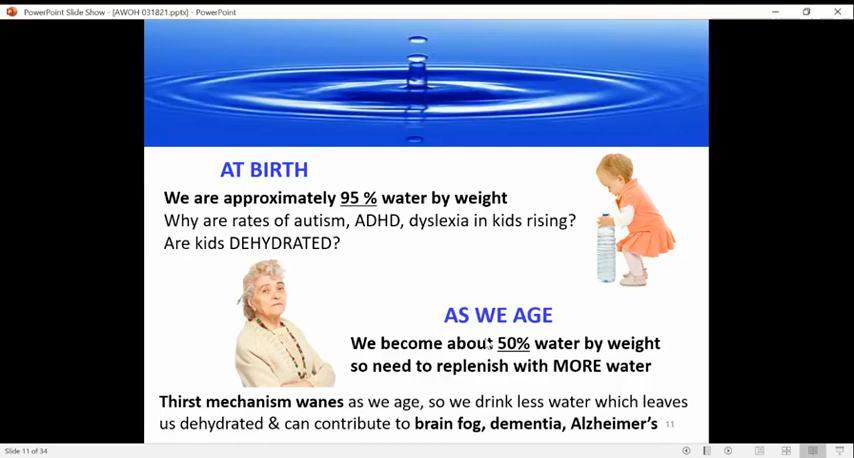 PowerPoint Slide Show - [AWOH 031821.pptx] - PowerPoint
AT BIRTH
We are approximately 95 % water by weight
Why are rates of autism, ADHD, dyslexia in kids rising?
Are kids DEHYDRATED?
AS WE AGE
We become about 50% water by weight
so need to replenish with MORE water
Thirst mechanism wanes as we age, so we drink less water which leaves
us dehydrated & can contribute to brain fog, dementia, Alzheimer's
11
Slide 11 of 34